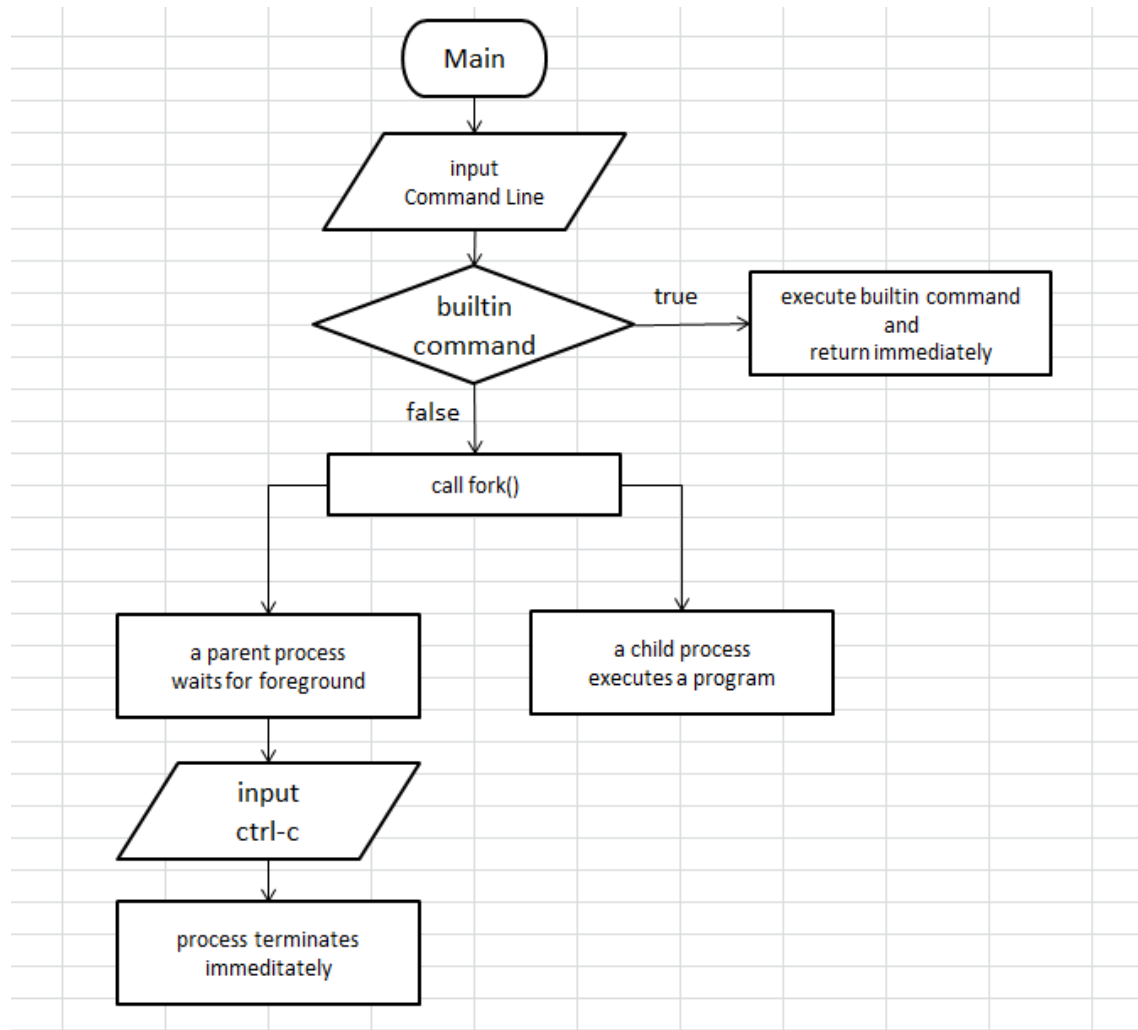 Main
input
Command Line
builtin
command
true
execute builtin command
and
return immediately
false
call fork()
a parent process
waits for foreground
a child process
executes a program
input
ctrl-c
process terminates
immeditately